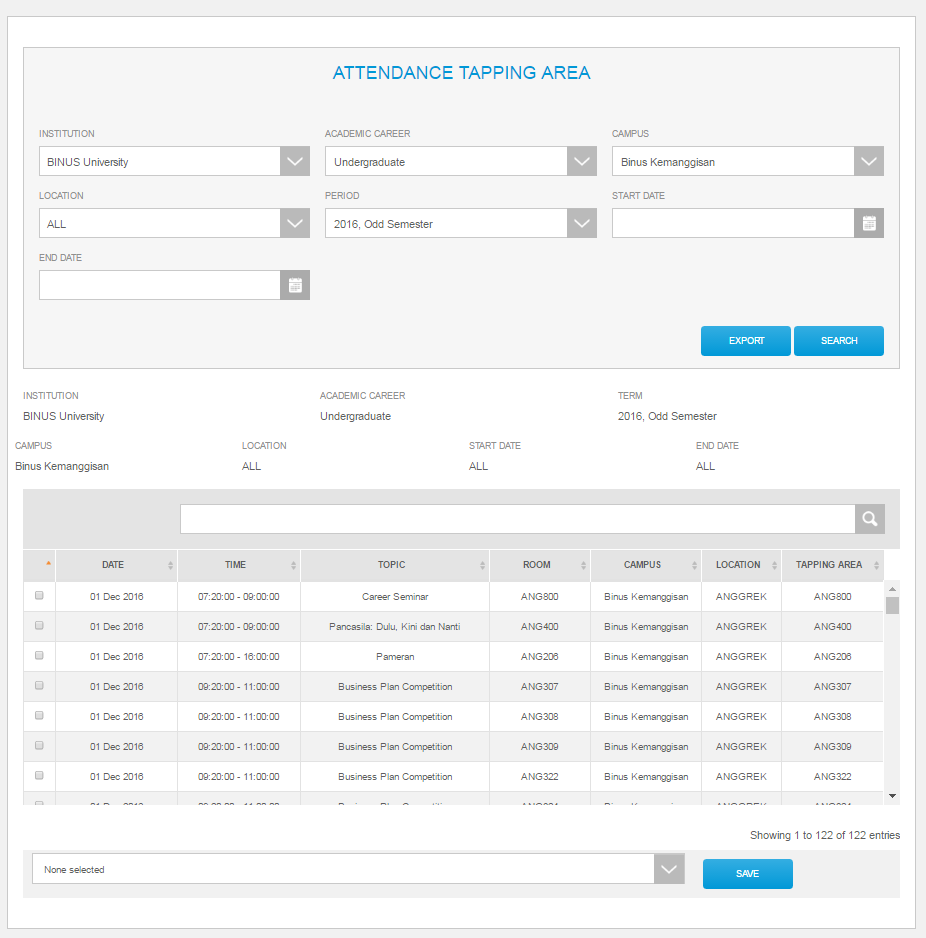 ATTENDANCE TAPPING AREA
INSTITUTION ACADEMIC CAREER CAMPUS
BINUS University Undergraduate Binus Kemanggisan
LOCATION PERIOD START DATE
ALL 2016, Odd Semester
END DATE
EXPORT SEARCH
INSTITUTION ACADEMIC CAREER TERM
BINUS University Undergraduate 2016, Odd Semester
CAMPUS LOCATION START DATE END DATE
Binus Kemanggisan ALL ALL ALL
DATE TIME TOPIC ROOM CAMPUS LOCATION TAPPING AREA
01 Dec 2016 07:20:00 - 09:00:00 Career Seminar ANG800 Binus Kemanggisan ANGGREK ANG800
01 Dec 2016 07:20:00 - 09:00:00 Pancasila: Dulu, Kini dan Nanti ANG400 Binus Kemanggisan ANGGREK ANG400
01 Dec 2016 07:20:00 - 16:00:00 Pameran ANG206 Binus Kemanggisan ANGGREK ANG206
01 Dec 2016 09:20:00 - 11:00:00 Business Plan Competition ANG307 Binus Kemanggisan ANGGREK ANG307
01 Dec 2016 09:20:00 - 11:00:00 Business Plan Competition ANG308 Binus Kemanggisan ANGGREK ANG308
01 Dec 2016 09:20:00 - 11:00:00 Business Plan Competition ANG309 Binus Kemanggisan ANGGREK ANG309
01 Dec 2016 09:20:00 - 11:00:00 Business Plan Competition ANG322 Binus Kemanggisan ANGGREK ANG322
Showing 1 to 122 of 122 entries
None selected SAVE